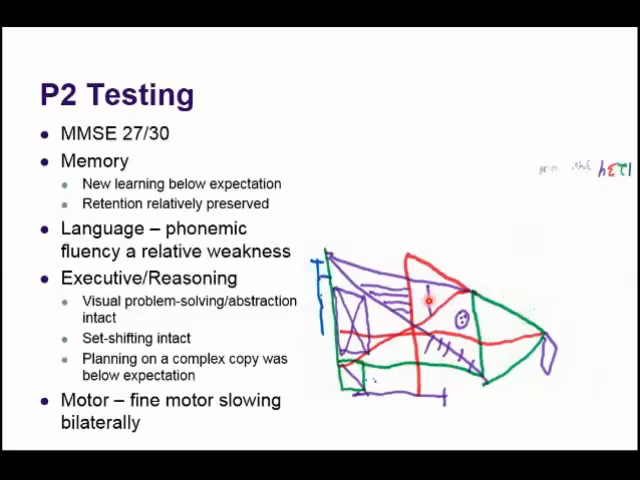 P2 Testing
MMSE 27/30
Memory
New learning below expectation
Retention relatively preserved
Language – phonemic
fluency a relative weakness
Executive/Reasoning
Visual problem-solving/abstraction
intact
Set-shifting intact
Planning on a complex copy was
below expectation
Motor – fine motor slowing
bilaterally